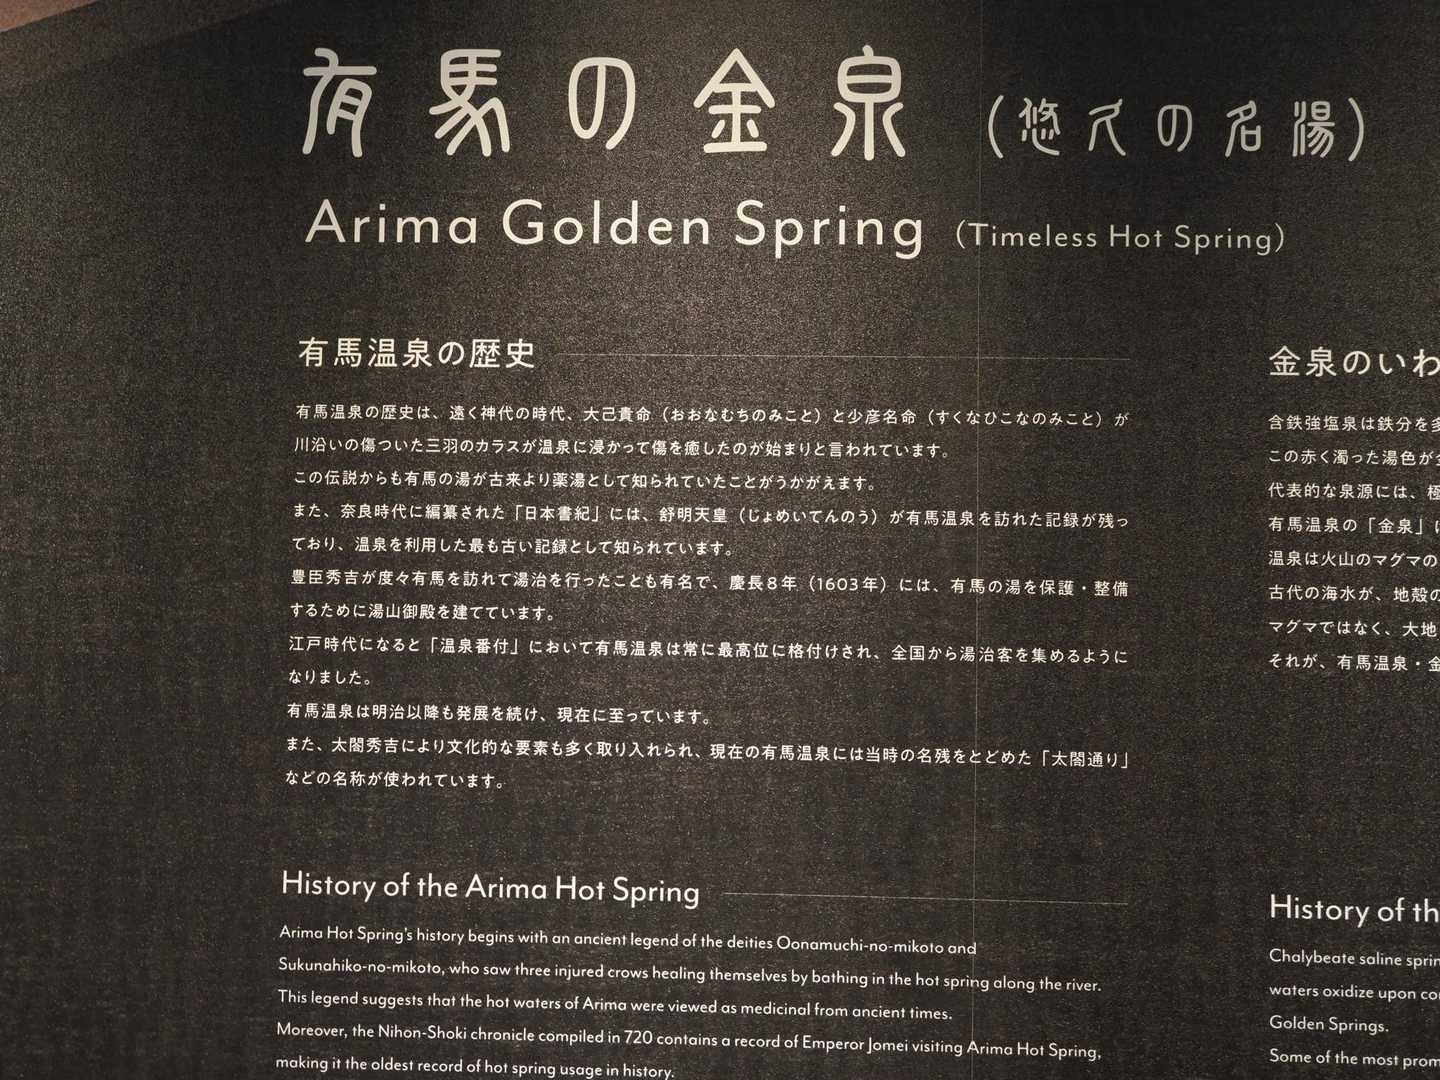 有馬の金泉（悠久の名湯）
Arima Golden Spring (Timeless Hot Spring)
有馬温泉の歴史
有馬温泉の歴史は、遠く神代の時代、大己貴命（おおなむちのみこと）と少彦名命（すくなひこなのみこと）が
川沿いの傷ついた三羽のカラスが温泉に浸かって傷を癒したのが始まりと言われています。
この伝説からも有馬の湯が古来より薬湯として知られていたことがうかがえます。
また、奈良時代に編纂された「日本書紀」には、舒明天皇（じょめいてんのう）が有馬温泉を訪れた記録が残っ
ており、温泉を利用した最も古い記録として知られています。
豊臣秀吉が度々有馬を訪れて湯治を行ったことも有名で、慶長8年（1603年）には、有馬の湯を保護・整備
するために湯山御殿を建てています。
江戸時代になると「温泉番付」において有馬温泉は常に最高位に格付けされ、全国から湯治客を集めるように
なりました。
有馬温泉は明治以降も発展を続け、現在に至っています。
また、太閤秀吉により文化的な要素も多く取り入れられ、現在の有馬温泉には当時の名残をとどめた「太閤通り」
などの名称が使われています。
History of the Arima Hot Spring
Arima Hot Spring's history begins with an ancient legend of the deities Oonamuchi-no-mikoto and
Sukunahiko-no-mikoto, who saw three injured crows healing themselves by bathing in the hot spring along the river.
This legend suggests that the hot waters of Arima were viewed as medicinal from ancient times.
Moreover, the Nihon-Shoki chronicle compiled in 720 contains a record of Emperor Jomei visiting Arima Hot Spring,
making it the oldest record of hot spring usage in history.
金泉のいわ
含鉄強塩泉は鉄分を多
この赤く濁った湯色が金
代表的な泉源には、極
有馬温泉の「金泉」は
温泉は火山のマグマの
古代の海水が、地殻の
マグマではなく、大地
それが、有馬温泉・金
History of th
Chalybeate saline sprin
waters oxidize upon co
Golden Springs.
Some of the most prom